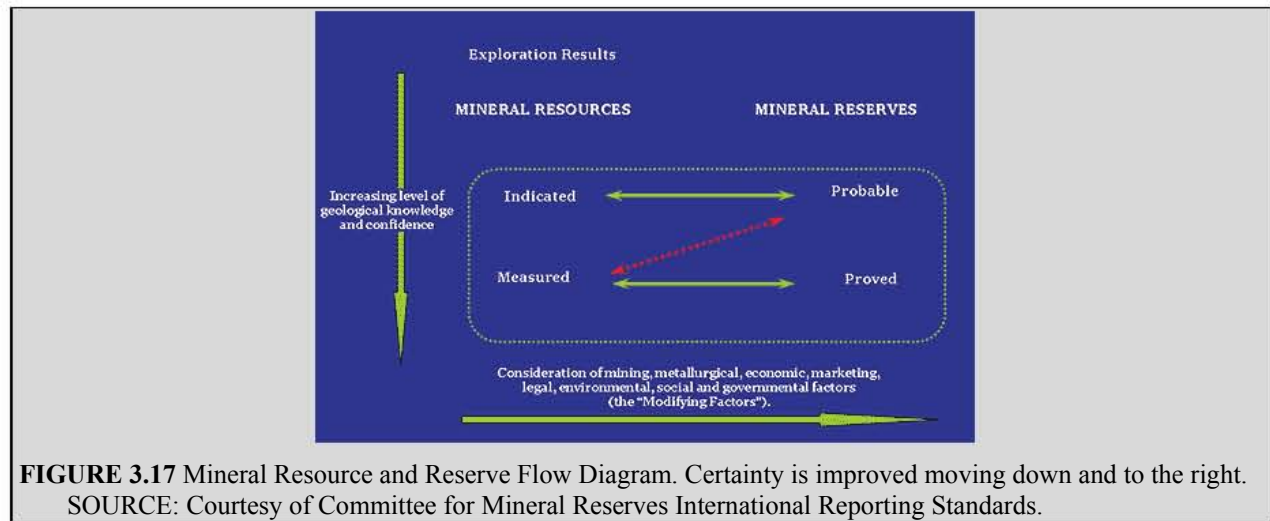 Exploration Results
MINERAL RESOURCES
MINERAL RESERVES
Increasing level of
geological knowledge
and confidence
Indicated
Probable
Measured
Proved
Consideration of mining, metallurgical, economic, marketing,
legal, environmental, social and governmental factors
(the "Modifying Factors").
FIGURE 3.17 Mineral Resource and Reserve Flow Diagram. Certainty is improved moving down and to the right.
SOURCE: Courtesy of Committee for Mineral Reserves International Reporting Standards.